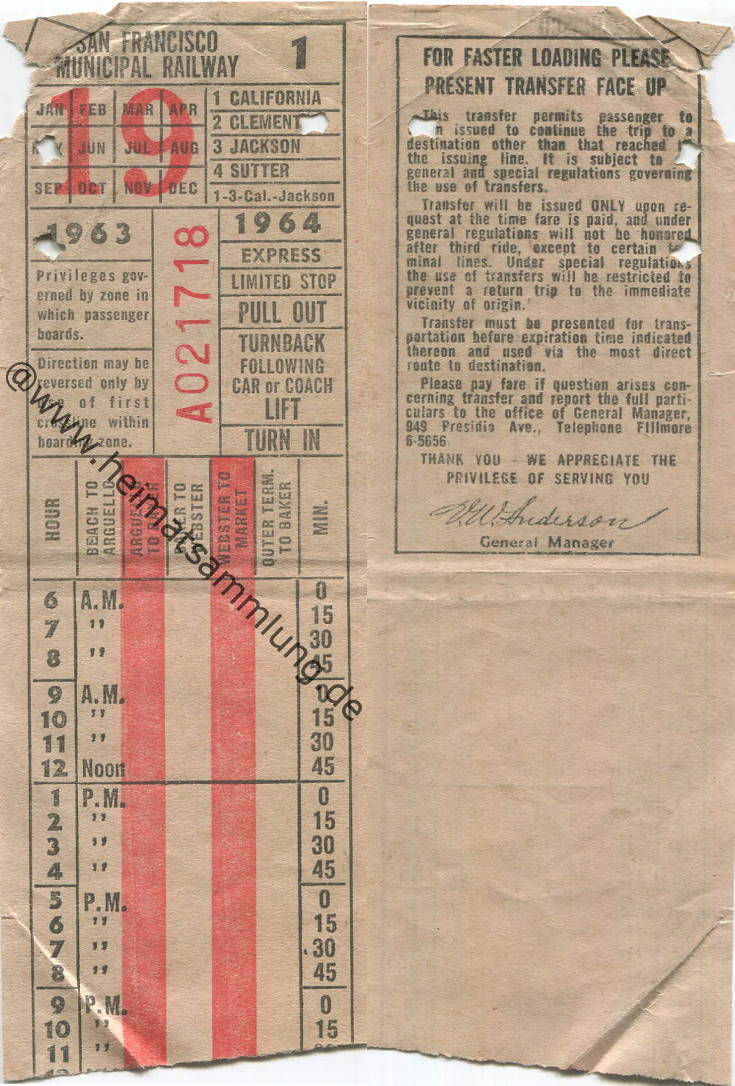 SAN FRANCISCO
MUNICIPAL RAILWAY
1
JAN FEB MAR APR
JUN JUL AUG
SEP OCT NOV DEC
19
1 CALIFORNIA
2 CLEMENT
3 JACKSON
4 SUTTER
1-3-Cal.-Jackson
1963
Privileges gov-
erned by zone in
which passenger
boards.
Direction may be
reversed only by
use of first
cross line within
boarding zone.
A021718
1964
EXPRESS
LIMITED STOP
PULL OUT
TURNBACK
FOLLOWING
CAR or COACH
LIFT
TURN IN
HOUR
BEACH TO
ARGUELLO
ARGUELLO
TO BAKER
BAKER TO
WEBSTER
WEBSTER TO
MARKET
OUTER TERM.
TO BAKER
MIN.
6 A.M. 0
7 " 15
8 " 30
45
9 A.M. 0
10 " 15
11 " 30
12 Noon 45
1 P.M. 0
2 " 15
3 " 30
4 " 45
5 P.M. 0
6 " 15
7 " 30
8 " 45
9 P.M. 0
10 " 15
11 "
@www.heimatsammlung.de
FOR FASTER LOADING PLEASE
PRESENT TRANSFER FACE UP
This transfer permits passenger to
issued to continue the trip to a
destination other than that reached
the issuing line. It is subject to
general and special regulations governing
the use of transfers.
Transfer will be issued ONLY upon re-
quest at the time fare is paid, and under
general regulations will not be honored
after third ride, except to certain
minal lines. Under special regulations
the use of transfers will be restricted to
prevent a return trip to the immediate
vicinity of origin.
Transfer must be presented for trans-
portation before expiration time indicated
thereon and used via the most direct
route to destination.
Please pay fare if question arises con-
cerning transfer and report the full parti-
culars to the office of General Manager,
949 Presidio Ave., Telephone FIllmore
6-5656.
THANK YOU - WE APPRECIATE THE
PRIVILEGE OF SERVING YOU
V.W. Anderson
General Manager